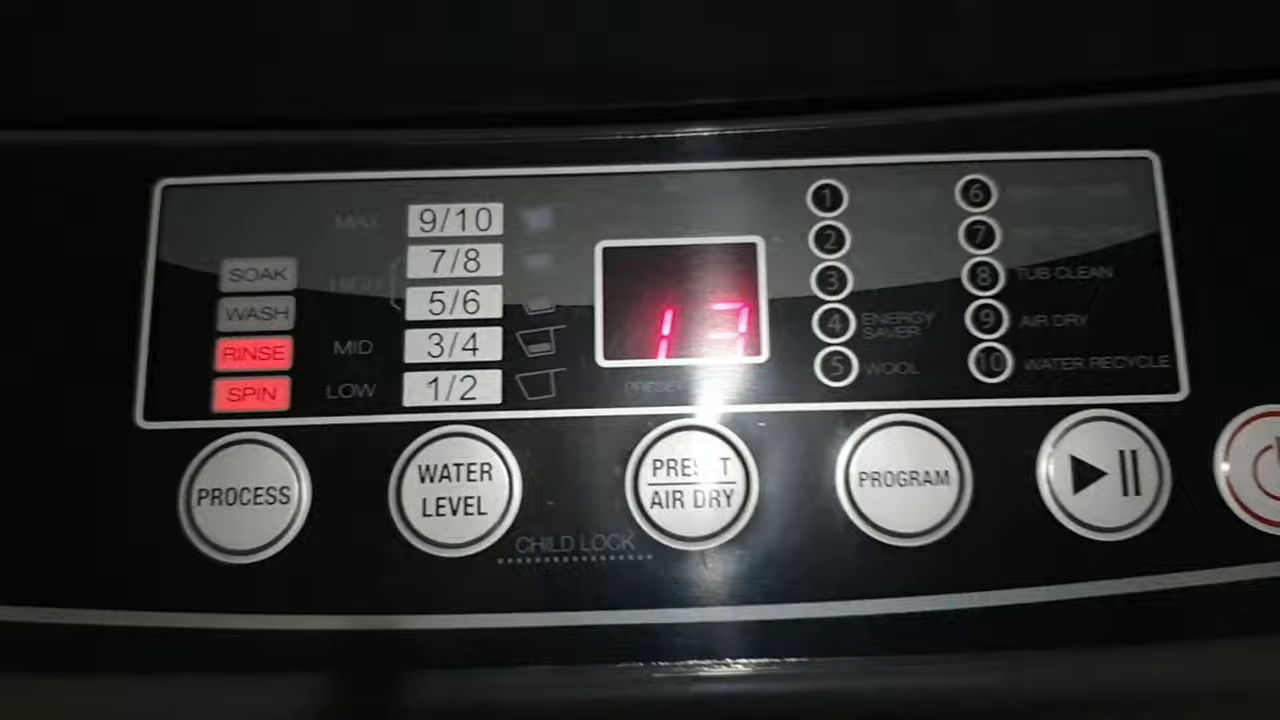 MAX 9/10
HIGH 7/8
5/6
MID 3/4
LOW 1/2
SOAK
WASH
RINSE
SPIN
1
2
3
4 ENERGY
SAVER
5 WOOL
6
7
8 TUB CLEAN
9 AIR DRY
10 WATER RECYCLE
PROCESS
WATER
LEVEL
PRESET
AIR DRY
PROGRAM
CHILD LOCK